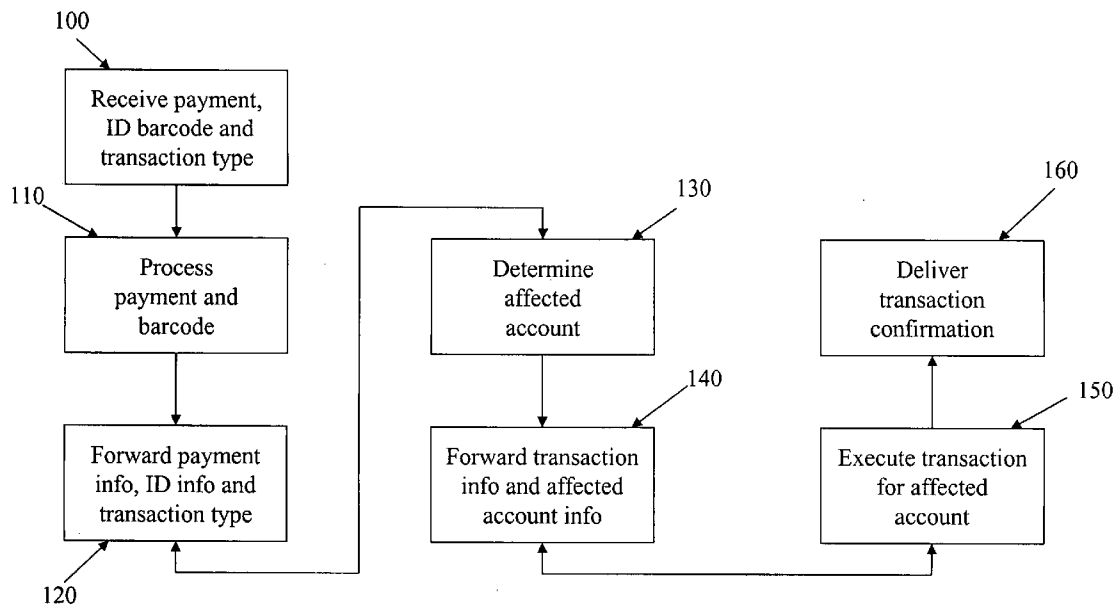 100
Receive payment,
ID barcode and
transaction type
110
Process
payment and
barcode
Forward payment
info, ID info and
transaction type
120
130
Determine
affected
account
140
Forward transaction
info and affected
account info
160
Deliver
transaction
confirmation
150
Execute transaction
for affected
account